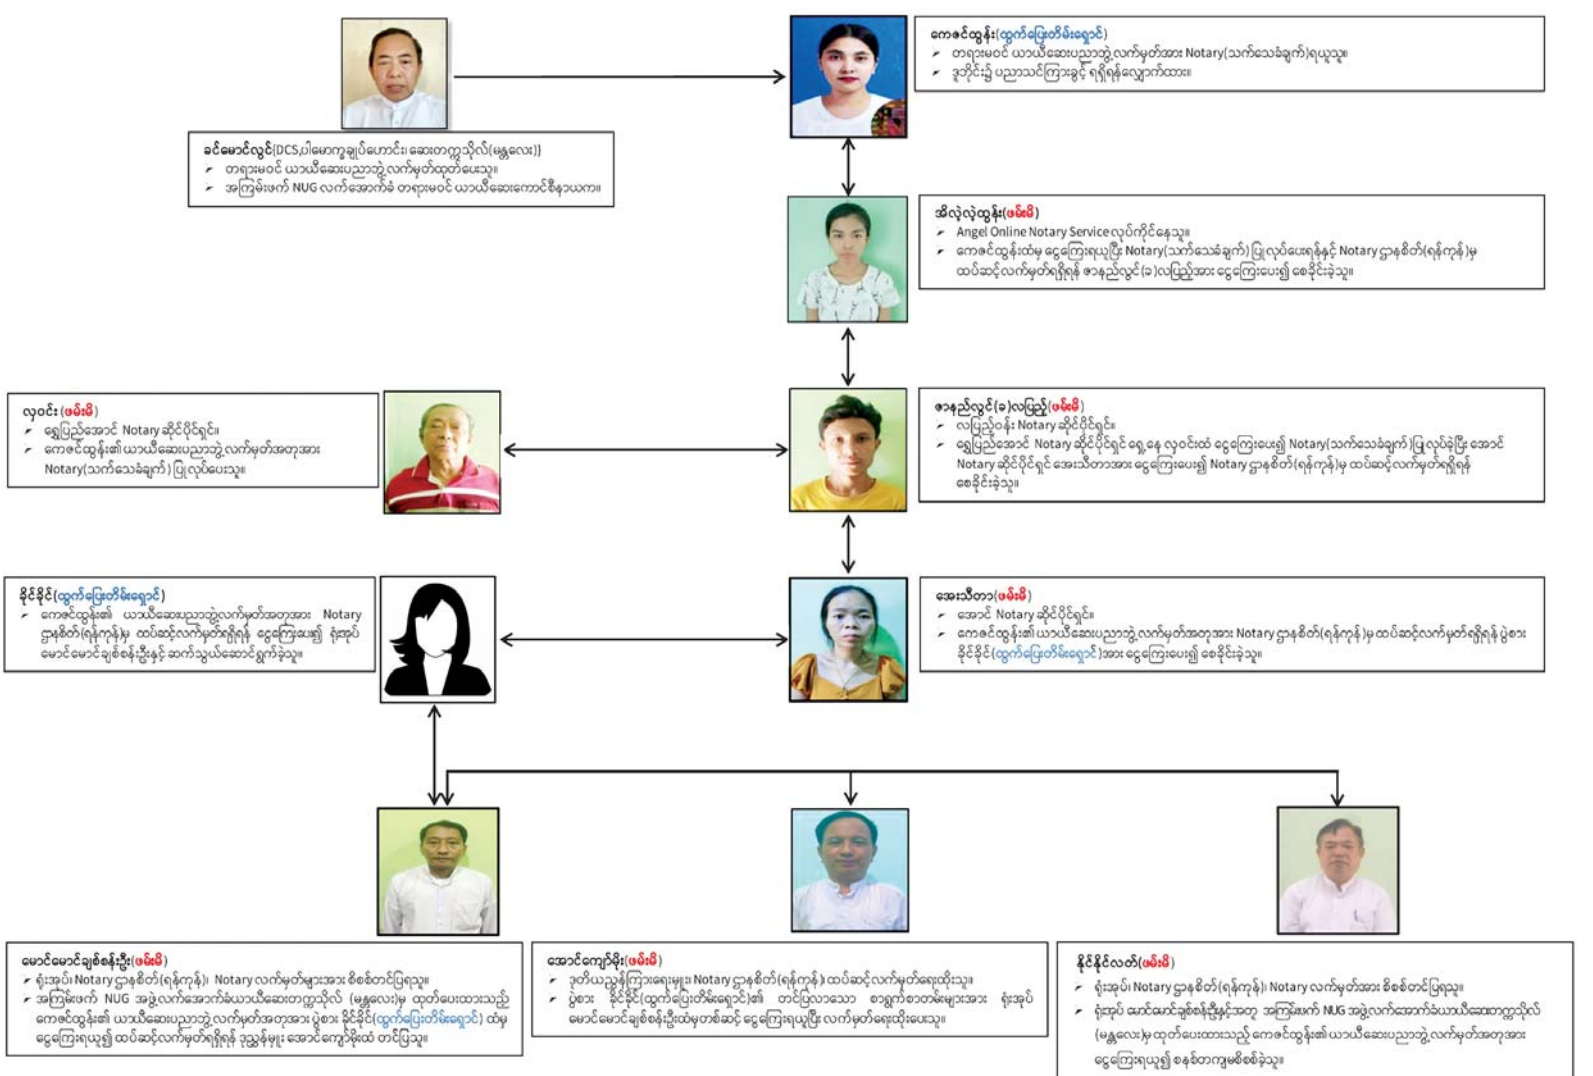 ကေဇင်ထွန်း(ထွက်ပြေးတိမ်းရှောင်)
➢ တရားမဝင် ယာယီဆေးပညာဘွဲ့လက်မှတ်အား Notary(သက်သေခံချက်)ရယူသူ။
➢ ဒူဘိုင်း၌ ပညာသင်ကြားခွင့် ရရှိရန်လျှောက်ထား။
ခင်မောင်လွင်{DCS,ပါမောက္ခချုပ်ဟောင်း၊ ဆေးတက္ကသိုလ်(မန္တလေး)}
➢ တရားမဝင် ယာယီဆေးပညာဘွဲ့လက်မှတ်ထုတ်ပေးသူ။
➢ အကြမ်းဖက် NUG လက်အောက်ခံ တရားမဝင် ယာယီဆေးကောင်စီနာယက။
အိလှဲ့လှဲ့ထွန်း(ဖမ်းမိ)
➢ Angel Online Notary Service လုပ်ကိုင်နေသူ။
➢ ကေဇင်ထွန်းထံမှ ငွေကြေးရယူပြီး Notary(သက်သေခံချက်) ပြုလုပ်ပေးရန်နှင့် Notary ဌာနစိတ်(ရန်ကုန်)မှ
ထပ်ဆင့်လက်မှတ်ရရှိရန် ဇာနည်လွင်(ခ)လပြည့်အား ငွေကြေးပေး၍ စေခိုင်းခဲ့သူ။
လှဝင်း (ဖမ်းမိ)
➢ ရွှေပြည်အောင် Notary ဆိုင်ပိုင်ရှင်။
➢ ကေဇင်ထွန်း၏ ယာယီဆေးပညာဘွဲ့လက်မှတ်အတုအား
Notary(သက်သေခံချက်) ပြုလုပ်ပေးသူ။
ဇာနည်လွင်(ခ)လပြည့်(ဖမ်းမိ)
➢ လပြည့်ဝန်း Notary ဆိုင်ပိုင်ရှင်။
➢ ရွှေပြည်အောင် Notary ဆိုင်ပိုင်ရှင် ရှေ့နေ လှဝင်းထံ ငွေကြေးပေး၍ Notary(သက်သေခံချက်)ပြုလုပ်ခဲ့ပြီး အောင်
Notary ဆိုင်ပိုင်ရှင် အေးသီတာအား ငွေကြေးပေး၍ Notary ဌာနစိတ်(ရန်ကုန်)မှ ထပ်ဆင့်လက်မှတ်ရရှိရန်
စေခိုင်းခဲ့သူ။
ခိုင်ခိုင်(ထွက်ပြေးတိမ်းရှောင်)
➢ ကေဇင်ထွန်း၏ ယာယီဆေးပညာဘွဲ့လက်မှတ်အတုအား Notary
ဌာနစိတ်(ရန်ကုန်)မှ ထပ်ဆင့်လက်မှတ်ရရှိရန် ငွေကြေးပေး၍ ရုံးအုပ်
မောင်မောင်ချစ်စန်းဦးနှင့် ဆက်သွယ်ဆောင်ရွက်ခဲ့သူ။
အေးသီတာ(ဖမ်းမိ)
➢ အောင် Notary ဆိုင်ပိုင်ရှင်။
➢ ကေဇင်ထွန်း၏ ယာယီဆေးပညာဘွဲ့လက်မှတ်အတုအား Notary ဌာနစိတ်(ရန်ကုန်)မှ ထပ်ဆင့်လက်မှတ်ရရှိရန် ပွဲစား
ခိုင်ခိုင်(ထွက်ပြေးတိမ်းရှောင်)အား ငွေကြေးပေး၍ စေခိုင်းခဲ့သူ။
မောင်မောင်ချစ်စန်းဦး(ဖမ်းမိ)
➢ ရုံးအုပ်၊ Notary ဌာနစိတ်(ရန်ကုန်)၊ Notary လက်မှတ်များအား စိစစ်တင်ပြရသူ။
➢ အကြမ်းဖက် NUG အဖွဲ့လက်အောက်ခံယာယီဆေးတက္ကသိုလ် (မန္တလေး)မှ ထုတ်ပေးထားသည့်
ကေဇင်ထွန်း၏ ယာယီဆေးပညာဘွဲ့လက်မှတ်အတုအား ပွဲစား ခိုင်ခိုင်(ထွက်ပြေးတိမ်းရှောင်) ထံမှ
ငွေကြေးရယူ၍ ထပ်ဆင့်လက်မှတ်ရရှိရန် ဒုညွှန်မှူး အောင်ကျော်မိုးထံ တင်ပြသူ။
အောင်ကျော်မိုး(ဖမ်းမိ)
➢ ဒုတိယညွှန်ကြားရေးမှူး၊ Notary ဌာနစိတ်(ရန်ကုန်)၊ ထပ်ဆင့်လက်မှတ်ရေးထိုးသူ။
➢ ပွဲစား ခိုင်ခိုင်(ထွက်ပြေးတိမ်းရှောင်)၏ တင်ပြလာသော စာရွက်စာတမ်းများအား ရုံးအုပ်
မောင်မောင်ချစ်စန်းဦးထံမှတစ်ဆင့် ငွေကြေးရယူပြီး လက်မှတ်ရေးထိုးပေးသူ။
နိုင်နိုင်လတ်(ဖမ်းမိ)
➢ ရုံးအုပ်၊ Notary ဌာနစိတ်(ရန်ကုန်)၊ Notary လက်မှတ်အား စိစစ်တင်ပြရသူ။
➢ ရုံးအုပ် မောင်မောင်ချစ်စန်းဦးနှင့်အတူ အကြမ်းဖက် NUG အဖွဲ့လက်အောက်ခံယာယီဆေးတက္ကသိုလ်
(မန္တလေး)မှ ထုတ်ပေးထားသည့် ကေဇင်ထွန်း၏ ယာယီဆေးပညာဘွဲ့လက်မှတ်အတုအား
ငွေကြေးရယူ၍ စနစ်တကျမစိစစ်ခဲ့သူ။